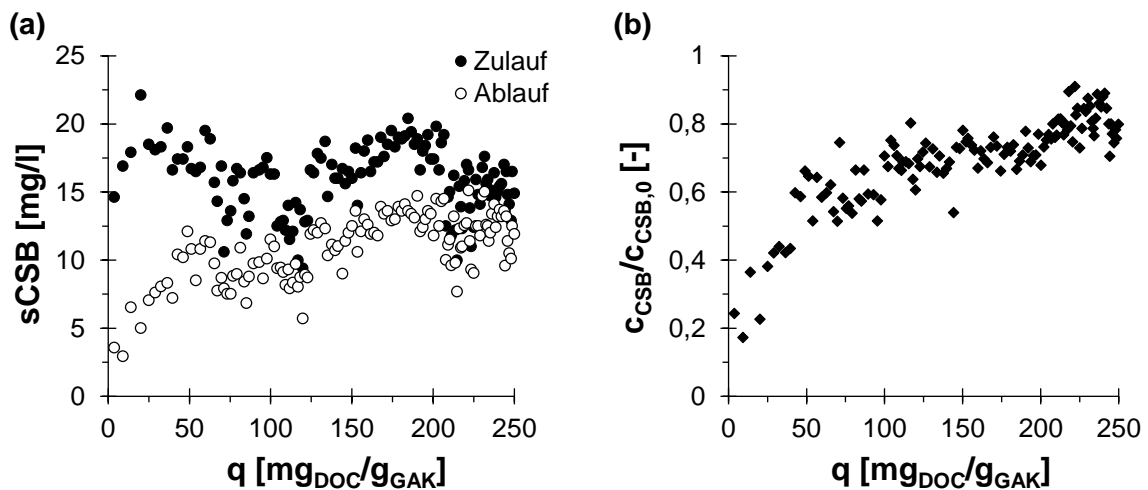 (a)
25
20
15
10
5
0
sCSB [mg/l]
Zulauf
Ablauf
0 50 100 150 200 250
q [mgDOC/gGAK]
(b)
1
0,8
0,6
0,4
0,2
0
cCSB/cCSB,0 [-]
0 50 100 150 200 250
q [mgDOC/gGAK]